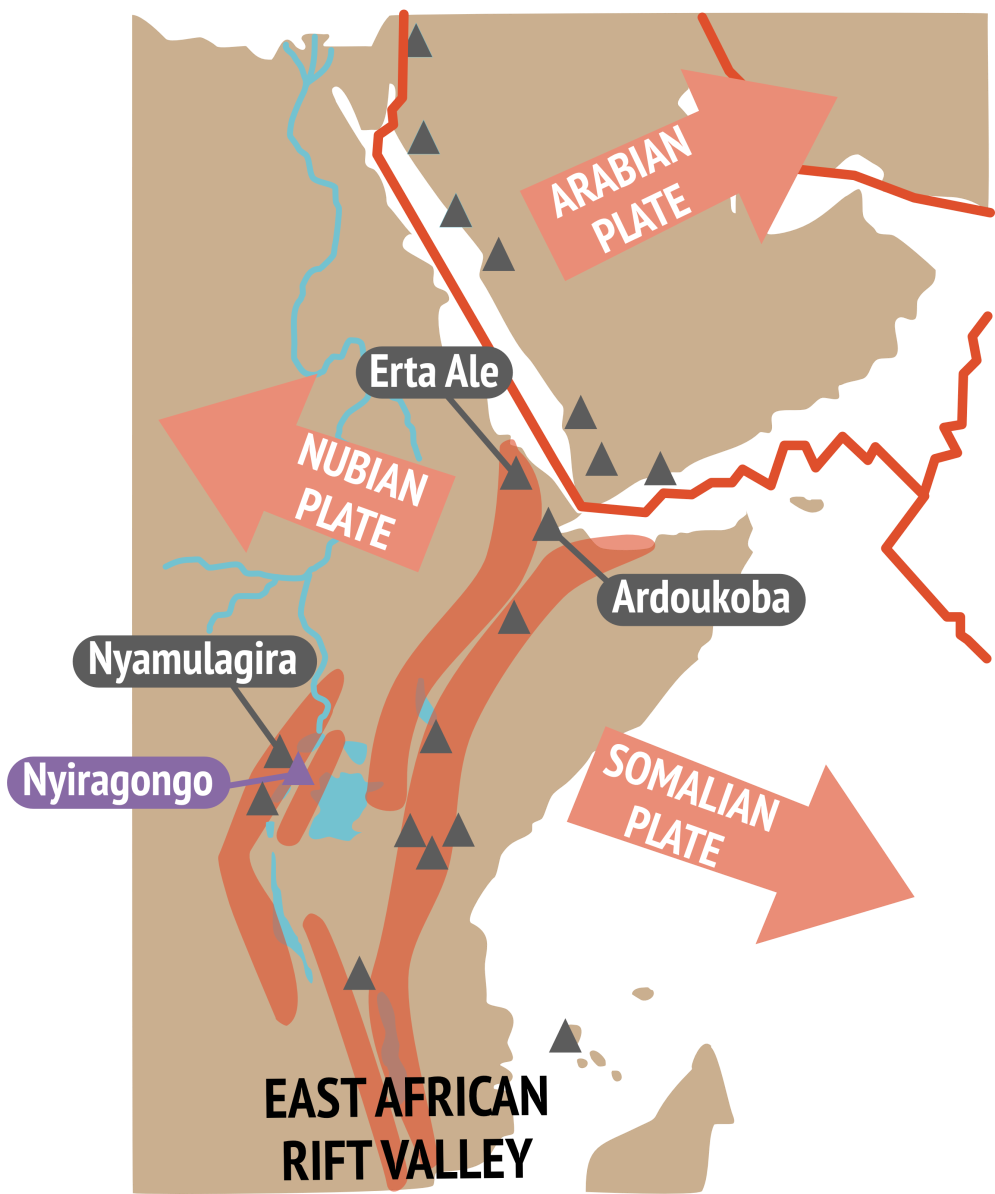 ARABIAN
PLATE
Erta Ale
NUBIAN
PLATE
Ardoukoba
Nyamulagira
Nyiragongo
SOMALIAN
PLATE
EAST AFRICAN
RIFT VALLEY